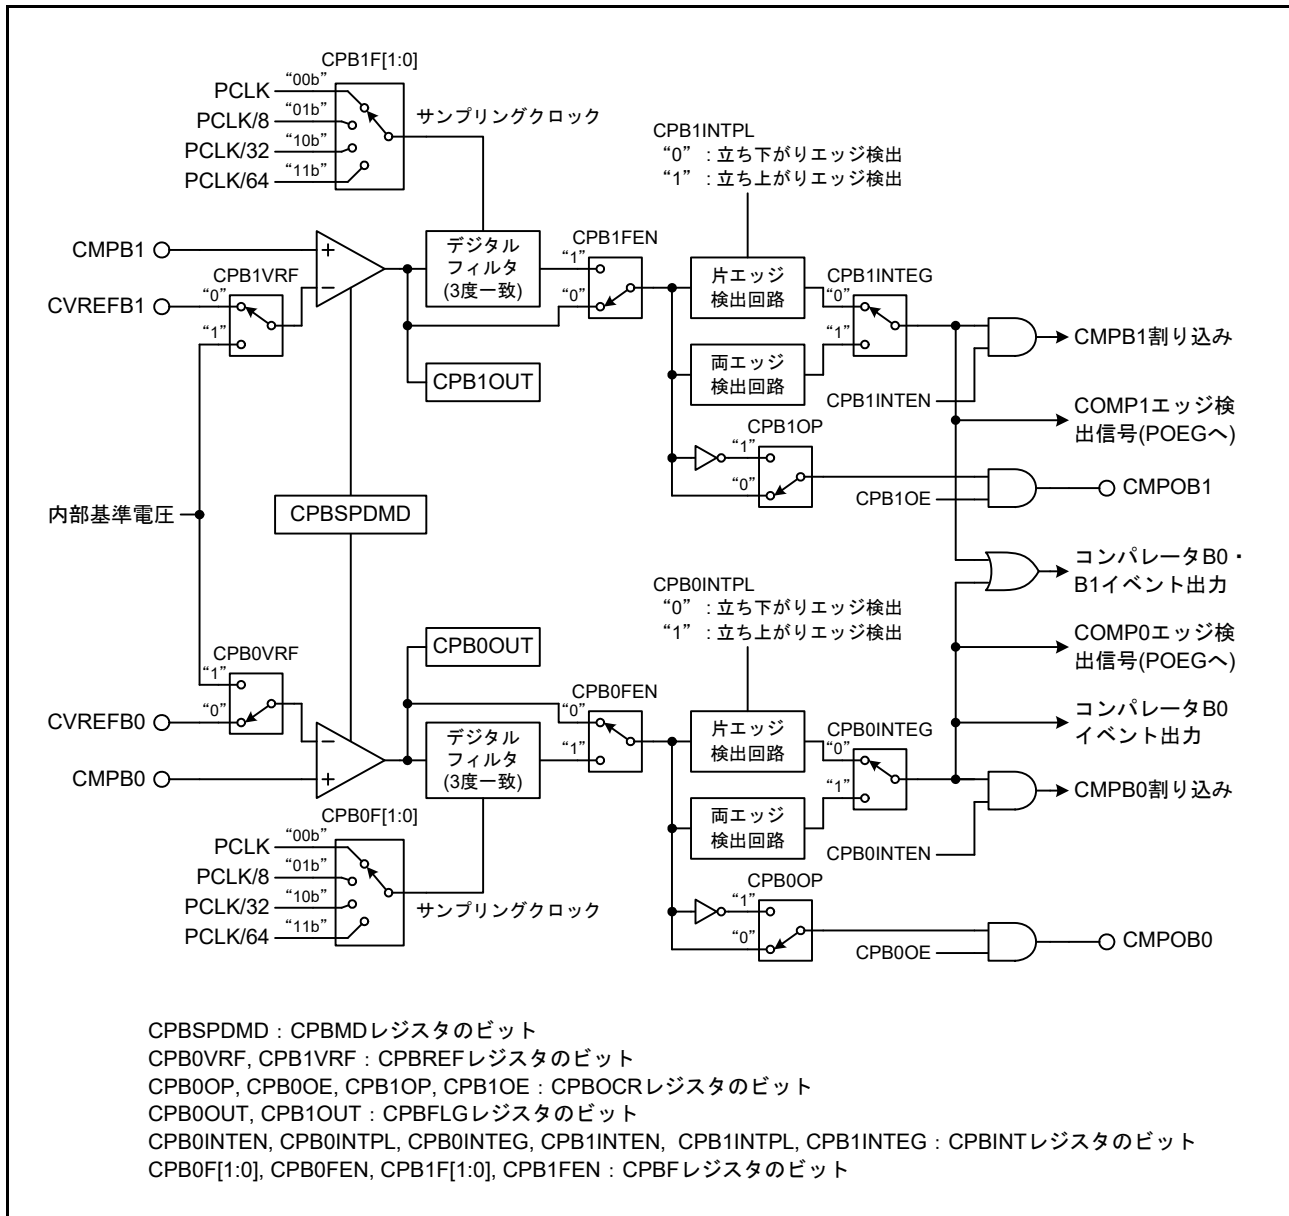 CPB1F[1:0]
PCLK
“00b”
PCLK/8
“01b”
PCLK/32
“10b”
PCLK/64
“11b”
サンプリングクロック
CPB1INTPL
“0” : 立ち下がりエッジ検出
“1” : 立ち上がりエッジ検出
CMPB1
+
−
CPB1VRF
CVREFB1
“0”
“1”
デジタル
フィルタ
(3度一致)
CPB1FEN
“1”
“0”
片エッジ
検出回路
CPB1INTEG
“0”
“1”
両エッジ
検出回路
CPB1OUT
CPB1INTEN
CMPB1割り込み
COMP1エッジ検
出信号(POEGへ)
CPB1OP
“1”
“0”
CPB1OE
CMPOB1
内部基準電圧
CPBSPDMD
コンパレータB0・
B1イベント出力
CPB0INTPL
“0” : 立ち下がりエッジ検出
“1” : 立ち上がりエッジ検出
CPB0OUT
COMP0エッジ検
出信号(POEGへ)
CPB0VRF
“1”
“0”
CVREFB0
CMPB0
−
+
デジタル
フィルタ
(3度一致)
CPB0FEN
“0”
“1”
片エッジ
検出回路
CPB0INTEG
“0”
“1”
両エッジ
検出回路
コンパレータB0
イベント出力
CMPB0割り込み
CPB0INTEN
CPB0F[1:0]
PCLK
“00b”
PCLK/8
“01b”
PCLK/32
“10b”
PCLK/64
“11b”
サンプリングクロック
CPB0OP
“1”
“0”
CPB0OE
CMPOB0
CPBSPDMD : CPBMDレジスタのビット
CPB0VRF, CPB1VRF : CPBREFレジスタのビット
CPB0OP, CPB0OE, CPB1OP, CPB1OE : CPBOCRレジスタのビット
CPB0OUT, CPB1OUT : CPBFLGレジスタのビット
CPB0INTEN, CPB0INTPL, CPB0INTEG, CPB1INTEN, CPB1INTPL, CPB1INTEG : CPBINTレジスタのビット
CPB0F[1:0], CPB0FEN, CPB1F[1:0], CPB1FEN : CPBFレジスタのビット